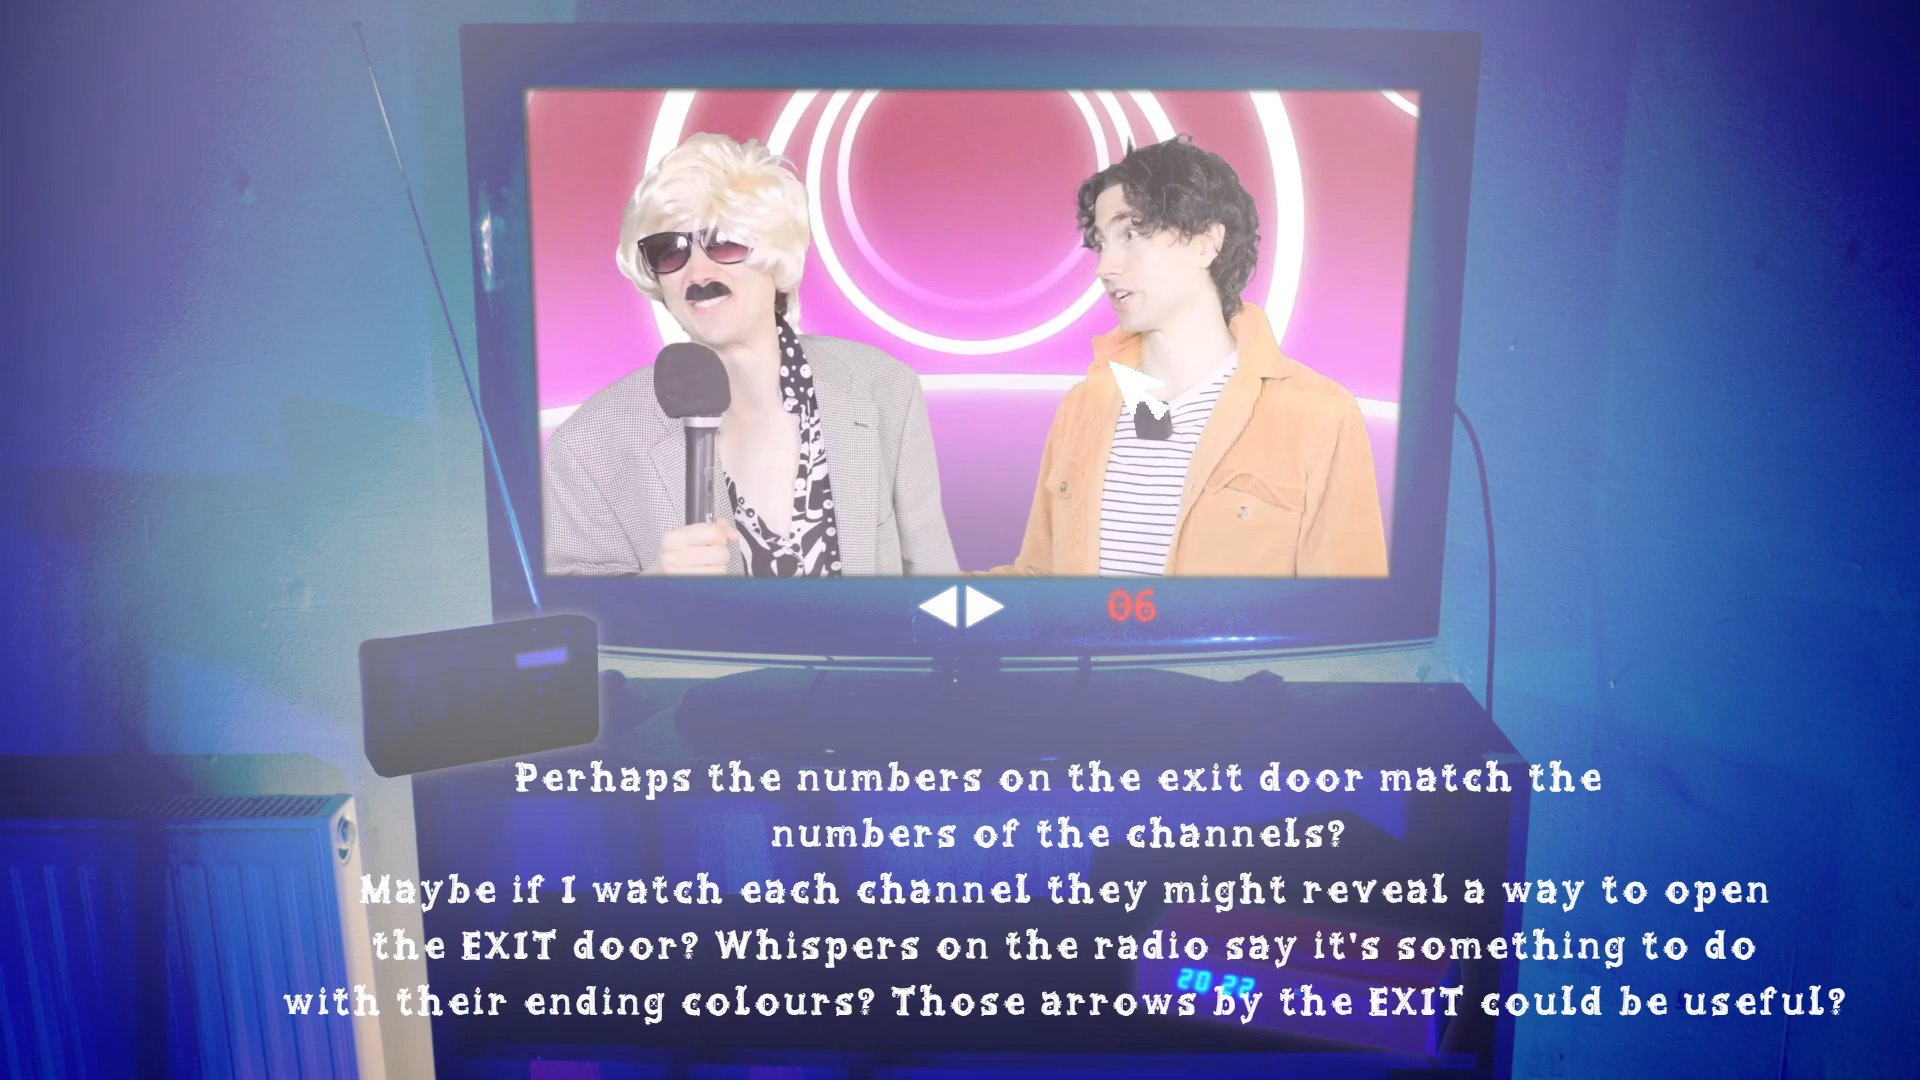 06
Perhaps the numbers on the exit door match the
numbers of the channels?
Maybe if I watch each channel they might reveal a way to open
the EXIT door? Whispers on the radio say it's something to do
with their ending colours? Those arrows by the EXIT could be useful?
20:22